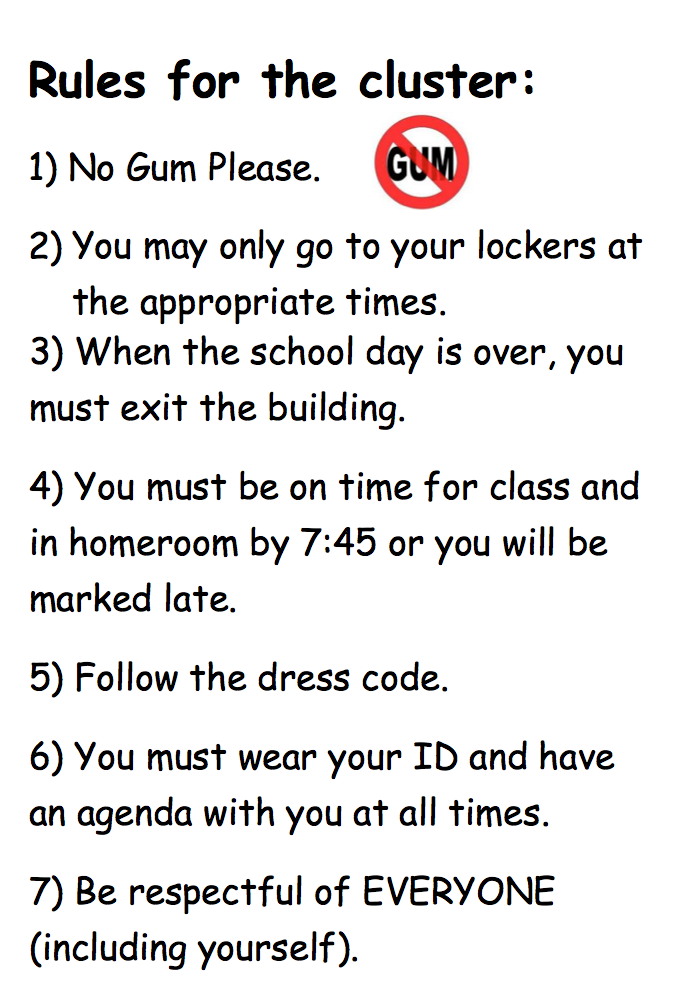 Rules for the cluster:
1) No Gum Please.
GUM
2) You may only go to your lockers at
the appropriate times.
3) When the school day is over, you
must exit the building.
4) You must be on time for class and
in homeroom by 7:45 or you will be
marked late.
5) Follow the dress code.
6) You must wear your ID and have
an agenda with you at all times.
7) Be respectful of EVERYONE
(including yourself).